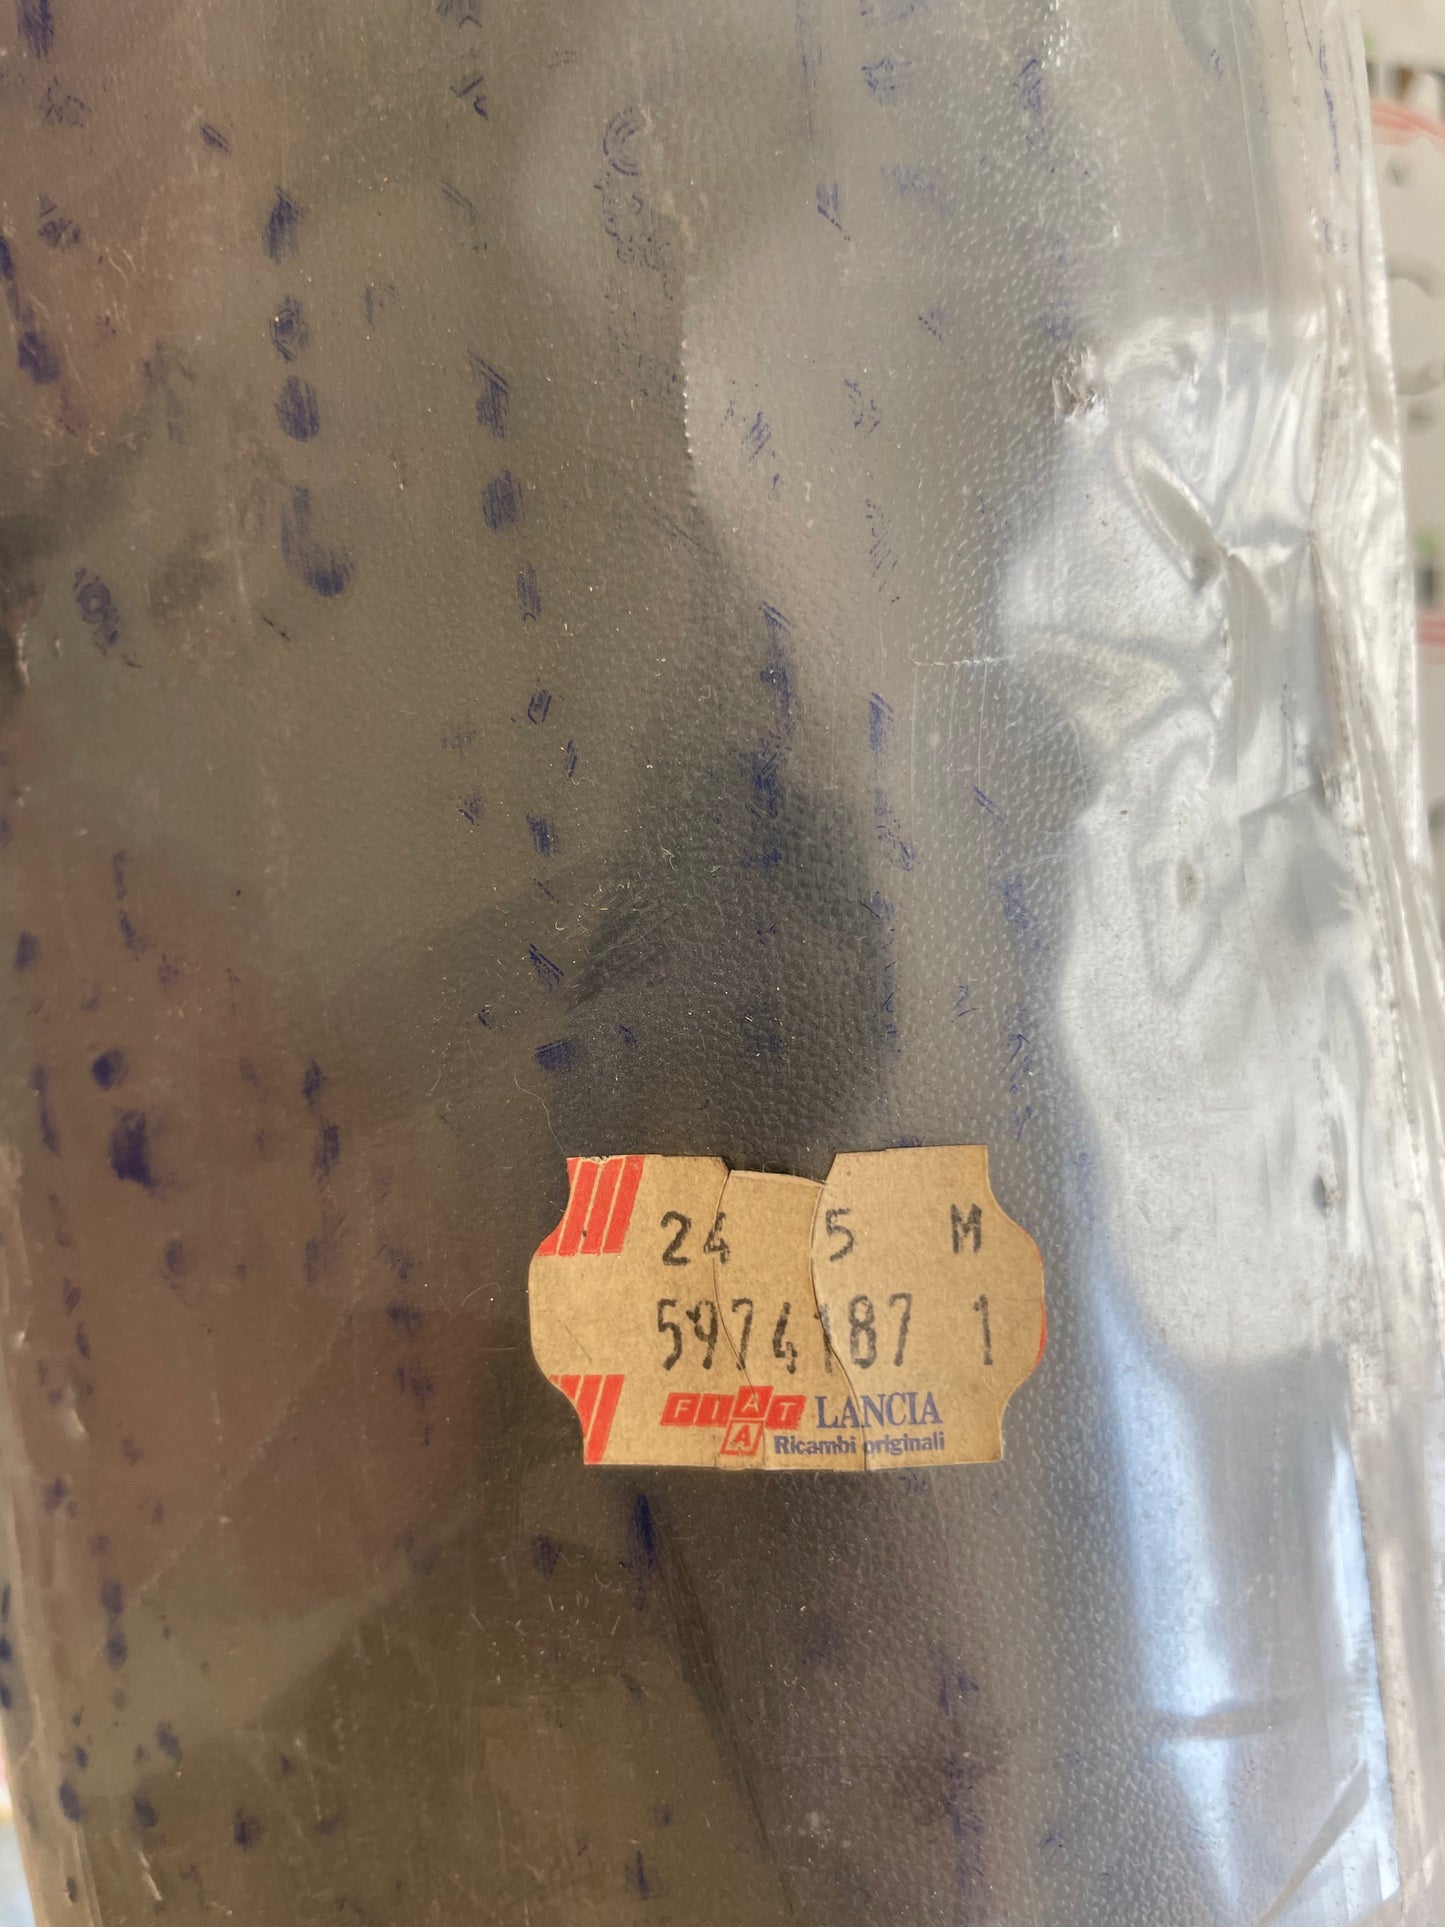 24 5 M
5974187 1
FIAT LANCIA
A Ricambi originali